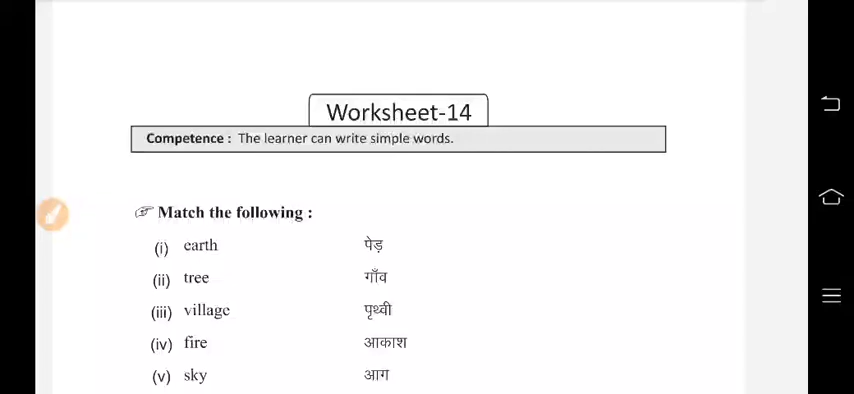 Worksheet-14
Competence : The learner can write simple words.
☞ Match the following :
(i) earth पेड़
(ii) tree गाँव
(iii) village पृथ्वी
(iv) fire आकाश
(v) sky आग